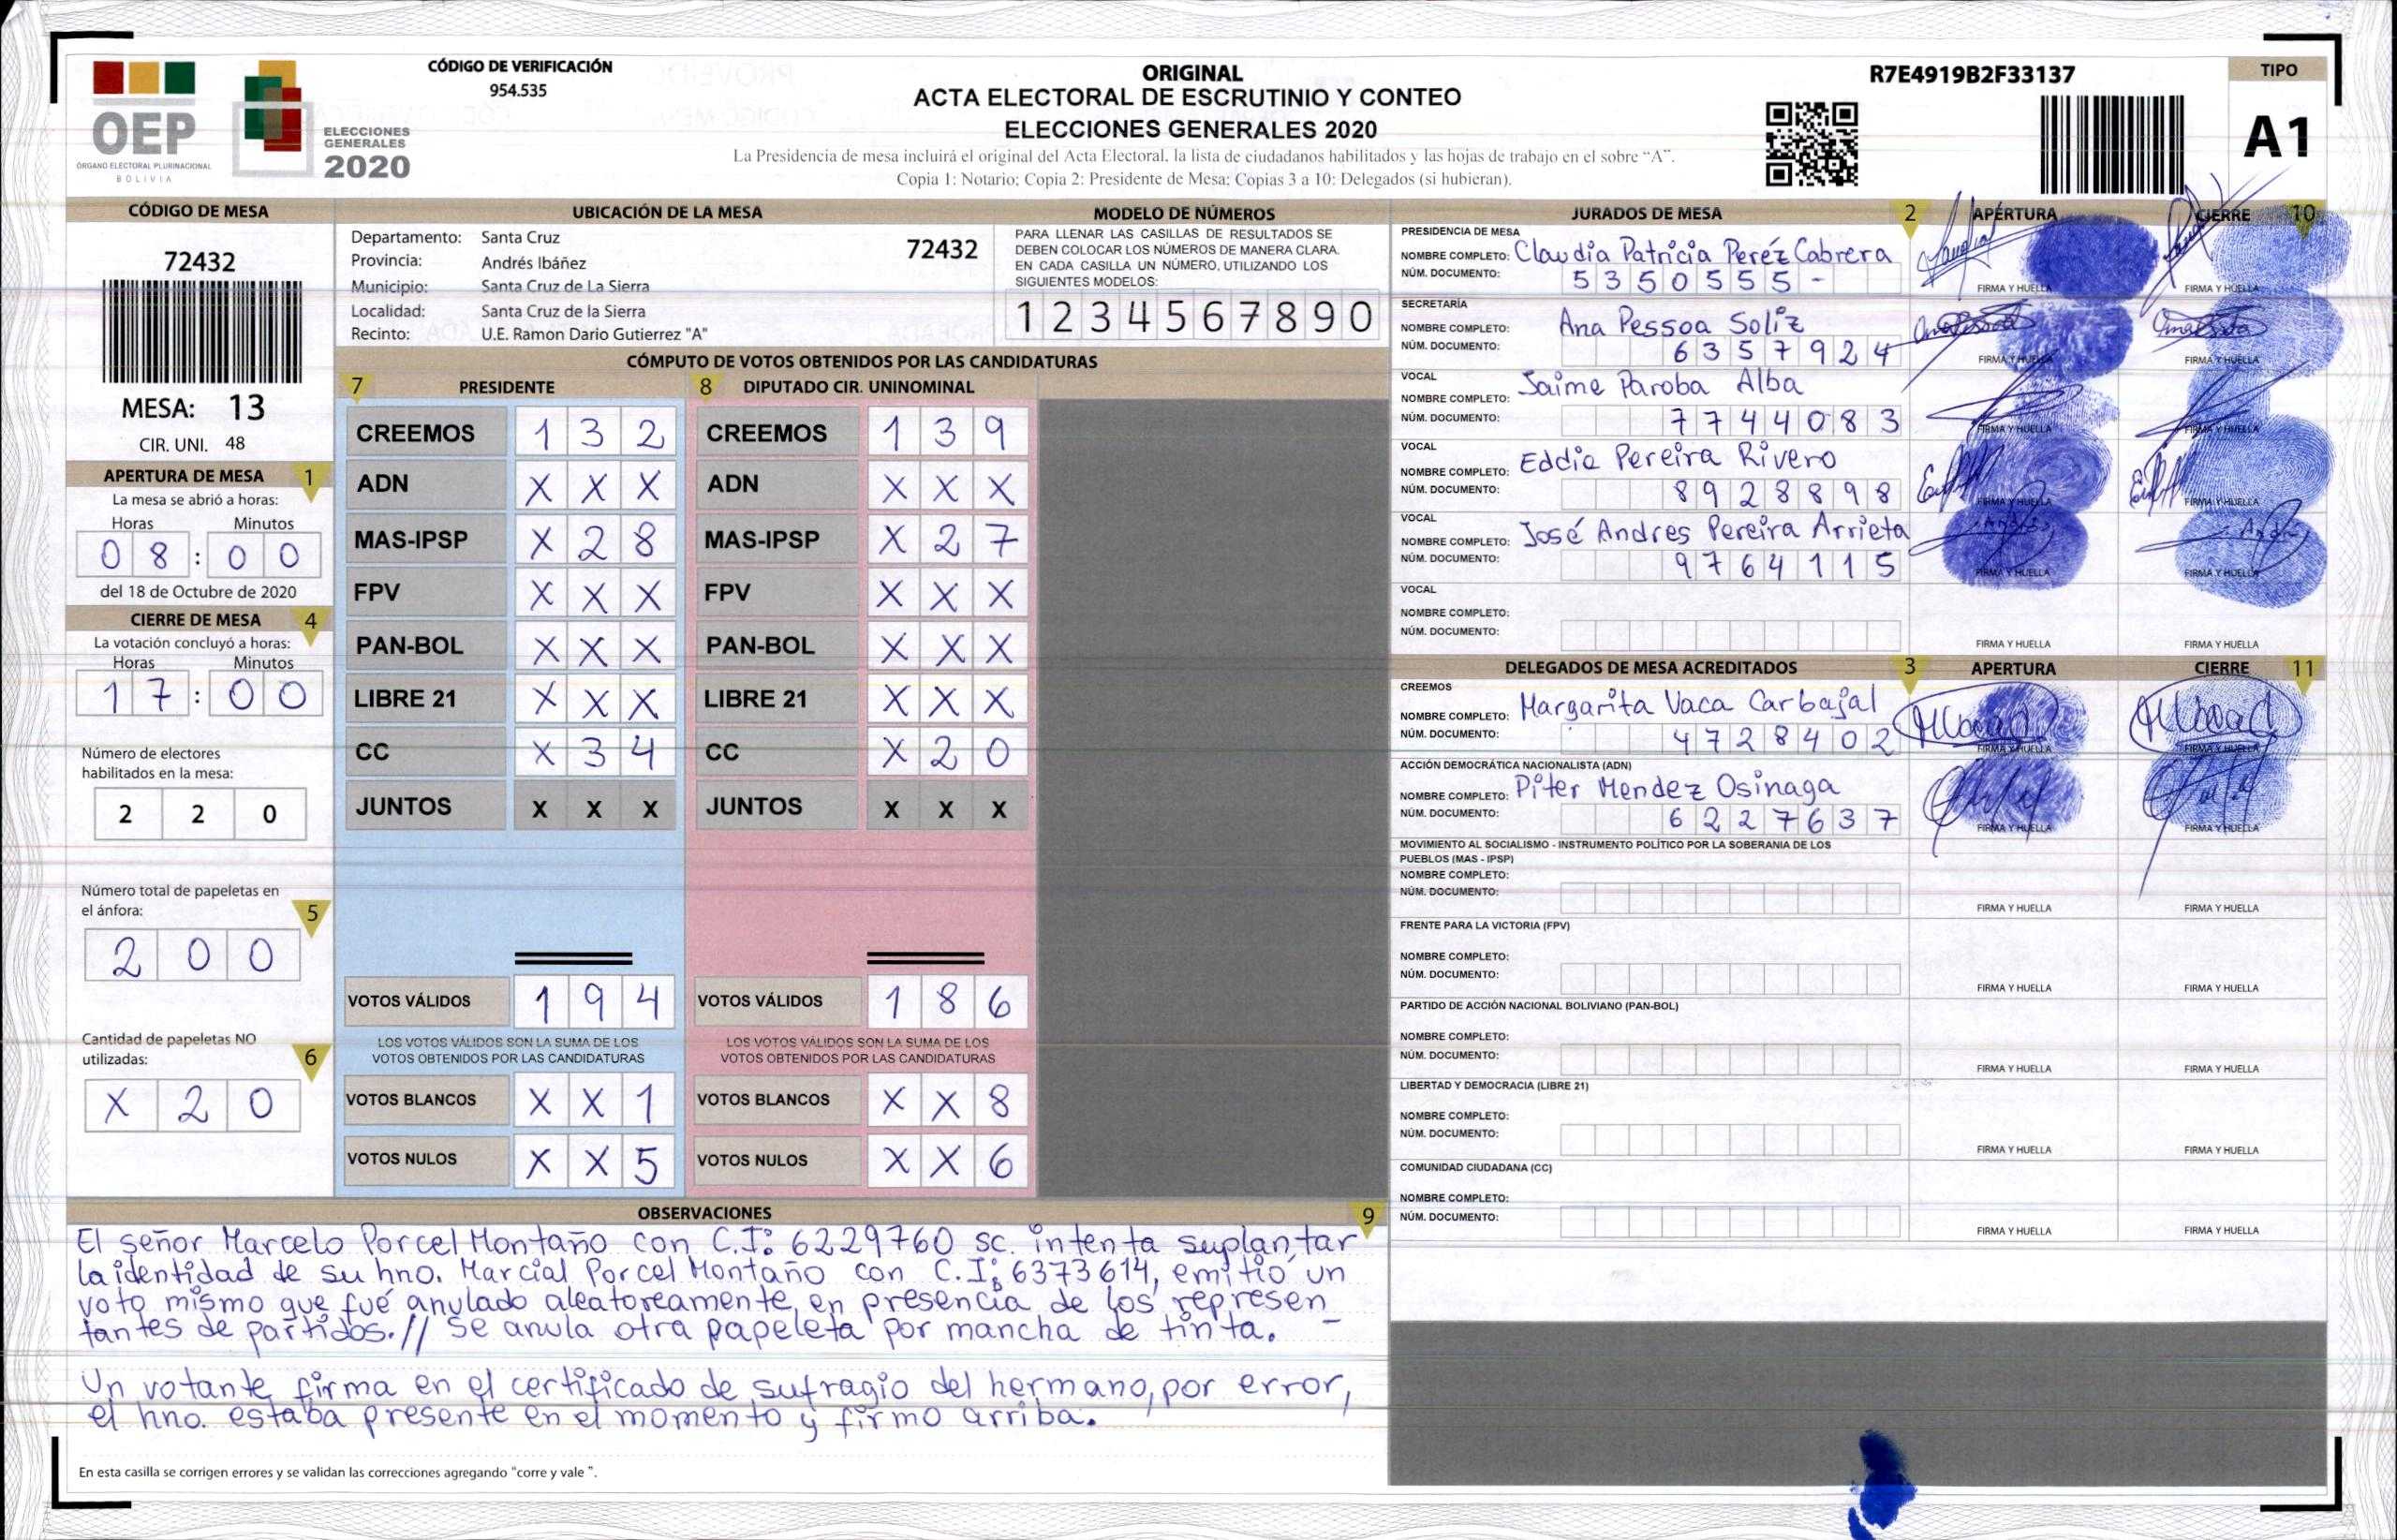 CÓDIGO DE VERIFICACIÓN
954.535
OEP
ÓRGANO ELECTORAL PLURINACIONAL
BOLIVIA
ELECCIONES
GENERALES
2020
ORIGINAL
ACTA ELECTORAL DE ESCRUTINIO Y CONTEO
ELECCIONES GENERALES 2020
La Presidencia de mesa incluirá el original del Acta Electoral, la lista de ciudadanos habilitados y las hojas de trabajo en el sobre "A".
Copia 1: Notario; Copia 2: Presidente de Mesa; Copias 3 a 10: Delegados (si hubieran).
R7E4919B2F33137
TIPO
A1
CÓDIGO DE MESA
72432
MESA: 13
CIR. UNI. 48
APERTURA DE MESA 1
La mesa se abrió a horas:
Horas Minutos
0 8 : 0 0
del 18 de Octubre de 2020
CIERRE DE MESA 4
La votación concluyó a horas:
Horas Minutos
1 7 : 0 0
Número de electores
habilitados en la mesa:
2 2 0
Número total de papeletas en
el ánfora: 5
2 0 0
Cantidad de papeletas NO
utilizadas: 6
X 2 0
UBICACIÓN DE LA MESA
Departamento: Santa Cruz
72432
Provincia: Andrés Ibáñez
Municipio: Santa Cruz de La Sierra
Localidad: Santa Cruz de la Sierra
Recinto: U.E. Ramon Dario Gutierrez "A"
MODELO DE NÚMEROS
PARA LLENAR LAS CASILLAS DE RESULTADOS SE
DEBEN COLOCAR LOS NÚMEROS DE MANERA CLARA.
EN CADA CASILLA UN NÚMERO, UTILIZANDO LOS
SIGUIENTES MODELOS:
1 2 3 4 5 6 7 8 9 0
CÓMPUTO DE VOTOS OBTENIDOS POR LAS CANDIDATURAS
7 PRESIDENTE 8 DIPUTADO CIR. UNINOMINAL
CREEMOS 1 3 2 CREEMOS 1 3 9
ADN X X X ADN X X X
MAS-IPSP X 2 8 MAS-IPSP X 2 7
FPV X X X FPV X X X
PAN-BOL X X X PAN-BOL X X X
LIBRE 21 X X X LIBRE 21 X X X
CC X 3 4 CC X 2 0
JUNTOS X X X JUNTOS X X X
VOTOS VÁLIDOS 1 9 4 VOTOS VÁLIDOS 1 8 6
LOS VOTOS VÁLIDOS SON LA SUMA DE LOS LOS VOTOS VÁLIDOS SON LA SUMA DE LOS
VOTOS OBTENIDOS POR LAS CANDIDATURAS VOTOS OBTENIDOS POR LAS CANDIDATURAS
VOTOS BLANCOS X X 1 VOTOS BLANCOS X X 8
VOTOS NULOS X X 5 VOTOS NULOS X X 6
JURADOS DE MESA 2 APERTURA CIERRE 10
PRESIDENCIA DE MESA
NOMBRE COMPLETO: Claudia Patricia Peréz Cabrera
NÚM. DOCUMENTO: 5 3 5 0 5 5 5 -
FIRMA Y HUELLA FIRMA Y HUELLA
SECRETARÍA
NOMBRE COMPLETO: Ana Pessoa Soliz
NÚM. DOCUMENTO: 6 3 5 7 9 2 4
FIRMA Y HUELLA FIRMA Y HUELLA
VOCAL
NOMBRE COMPLETO: Jaime Paroba Alba
NÚM. DOCUMENTO: 7 7 4 4 0 8 3
FIRMA Y HUELLA FIRMA Y HUELLA
VOCAL
NOMBRE COMPLETO: Eddie Pereira Rivero
NÚM. DOCUMENTO: 8 9 2 8 8 9 8
FIRMA Y HUELLA FIRMA Y HUELLA
VOCAL
NOMBRE COMPLETO: José Andres Pereira Arrieta
NÚM. DOCUMENTO: 9 7 6 4 1 1 5
FIRMA Y HUELLA FIRMA Y HUELLA
VOCAL
NOMBRE COMPLETO:
NÚM. DOCUMENTO:
FIRMA Y HUELLA FIRMA Y HUELLA
DELEGADOS DE MESA ACREDITADOS 3 APERTURA CIERRE 11
CREEMOS
NOMBRE COMPLETO: Margarita Vaca Carbajal
NÚM. DOCUMENTO: 4 7 2 8 4 0 2
FIRMA Y HUELLA FIRMA Y HUELLA
ACCIÓN DEMOCRÁTICA NACIONALISTA (ADN)
NOMBRE COMPLETO: Piter Mendez Osinaga
NÚM. DOCUMENTO: 6 2 2 7 6 3 7
FIRMA Y HUELLA FIRMA Y HUELLA
MOVIMIENTO AL SOCIALISMO - INSTRUMENTO POLÍTICO POR LA SOBERANIA DE LOS
PUEBLOS (MAS - IPSP)
NOMBRE COMPLETO:
NÚM. DOCUMENTO:
FIRMA Y HUELLA FIRMA Y HUELLA
FRENTE PARA LA VICTORIA (FPV)
NOMBRE COMPLETO:
NÚM. DOCUMENTO:
FIRMA Y HUELLA FIRMA Y HUELLA
PARTIDO DE ACCIÓN NACIONAL BOLIVIANO (PAN-BOL)
NOMBRE COMPLETO:
NÚM. DOCUMENTO:
FIRMA Y HUELLA FIRMA Y HUELLA
LIBERTAD Y DEMOCRACIA (LIBRE 21)
NOMBRE COMPLETO:
NÚM. DOCUMENTO:
FIRMA Y HUELLA FIRMA Y HUELLA
COMUNIDAD CIUDADANA (CC)
NOMBRE COMPLETO:
NÚM. DOCUMENTO:
FIRMA Y HUELLA FIRMA Y HUELLA
OBSERVACIONES 9
El señor Marcelo Porcel Montaño con C.I: 6229760 sc. intenta suplantar
la identidad de su hno. Marcial Porcel Montaño con C.I: 6373614, emitió un
voto mismo que fué anulado aleatoreamente en presencia de los represen
tantes de partidos. // Se anula otra papeleta por mancha de tinta. -
Un votante firma en el certificado de sufragio del hermano, por error,
el hno. estaba presente en el momento y firmo arriba.
En esta casilla se corrigen errores y se validan las correcciones agregando "corre y vale ".